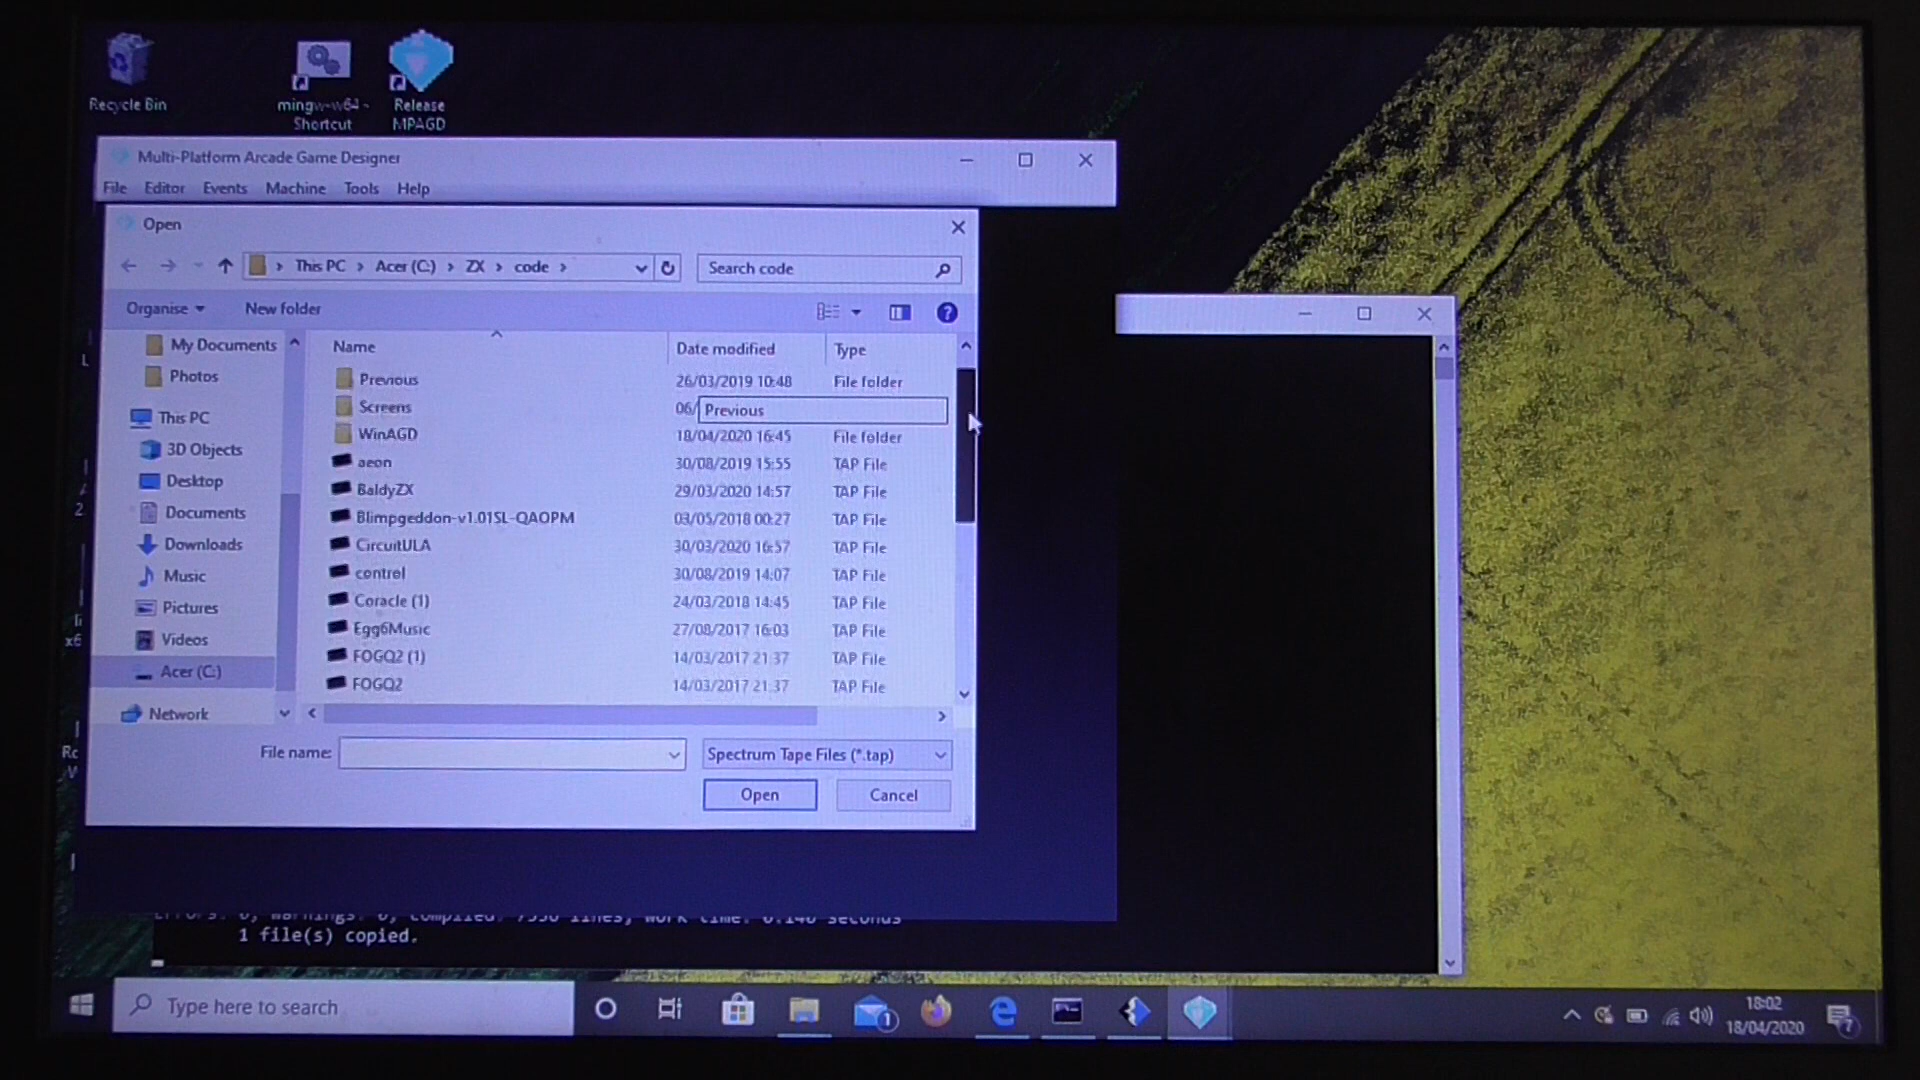 Recycle Bin
mingw-w64 -
Shortcut
Release
MPAGD
Multi-Platform Arcade Game Designer
File Editor Events Machine Tools Help
Open
This PC > Acer (C:) > ZX > code >
Search code
Organise
New folder
Name Date modified Type
My Documents
Photos
This PC
3D Objects
Desktop
Documents
Downloads
Music
Pictures
Videos
Acer (C:)
Network
Previous 26/03/2019 10:48 File folder
Screens 06/ Previous
WinAGD 18/04/2020 16:45 File folder
aeon 30/08/2019 15:55 TAP File
BaldyZX 29/03/2020 14:57 TAP File
Blimpgeddon-v1.01SL-QAOPM 03/05/2018 00:27 TAP File
CircuitULA 30/03/2020 16:57 TAP File
control 30/08/2019 14:07 TAP File
Coracle (1) 24/03/2018 14:45 TAP File
Egg6Music 27/08/2017 16:03 TAP File
FOGQ2 (1) 14/03/2017 21:37 TAP File
FOGQ2 14/03/2017 21:37 TAP File
File name:
Spectrum Tape Files (*.tap)
Open
Cancel
1 file(s) copied.
Type here to search
1
18:02
18/04/2020
7